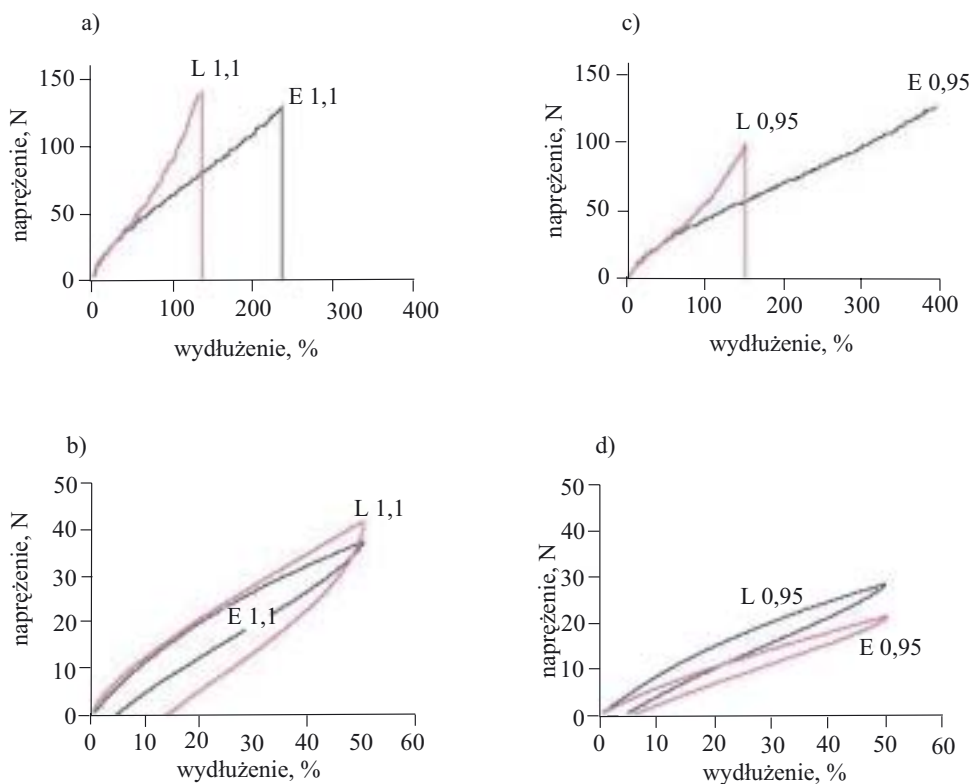 a)
150
100
50
0
L 1,1
E 1,1
naprężenie, N
0 100 200 300 400
wydłużenie, %
c)
150
100
50
0
L 0,95
E 0,95
naprężenie, N
0 100 200 300 400
wydłużenie, %
b)
50
40
30
20
10
0
L 1,1
E 1,1
naprężenie, N
0 10 20 30 40 50 60
wydłużenie, %
d)
50
40
30
20
10
0
L 0,95
E 0,95
naprężenie, N
0 10 20 30 40 50 60
wydłużenie, %